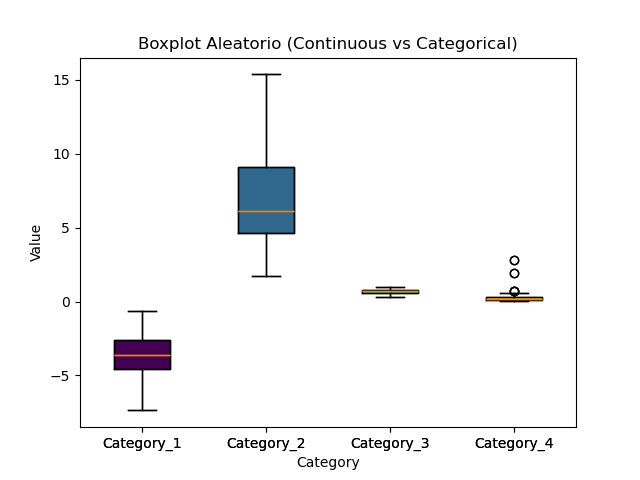 Boxplot Aleatorio (Continuous vs Categorical)
15
10
5
0
−5
Value
Category_1 Category_2 Category_3 Category_4
Category